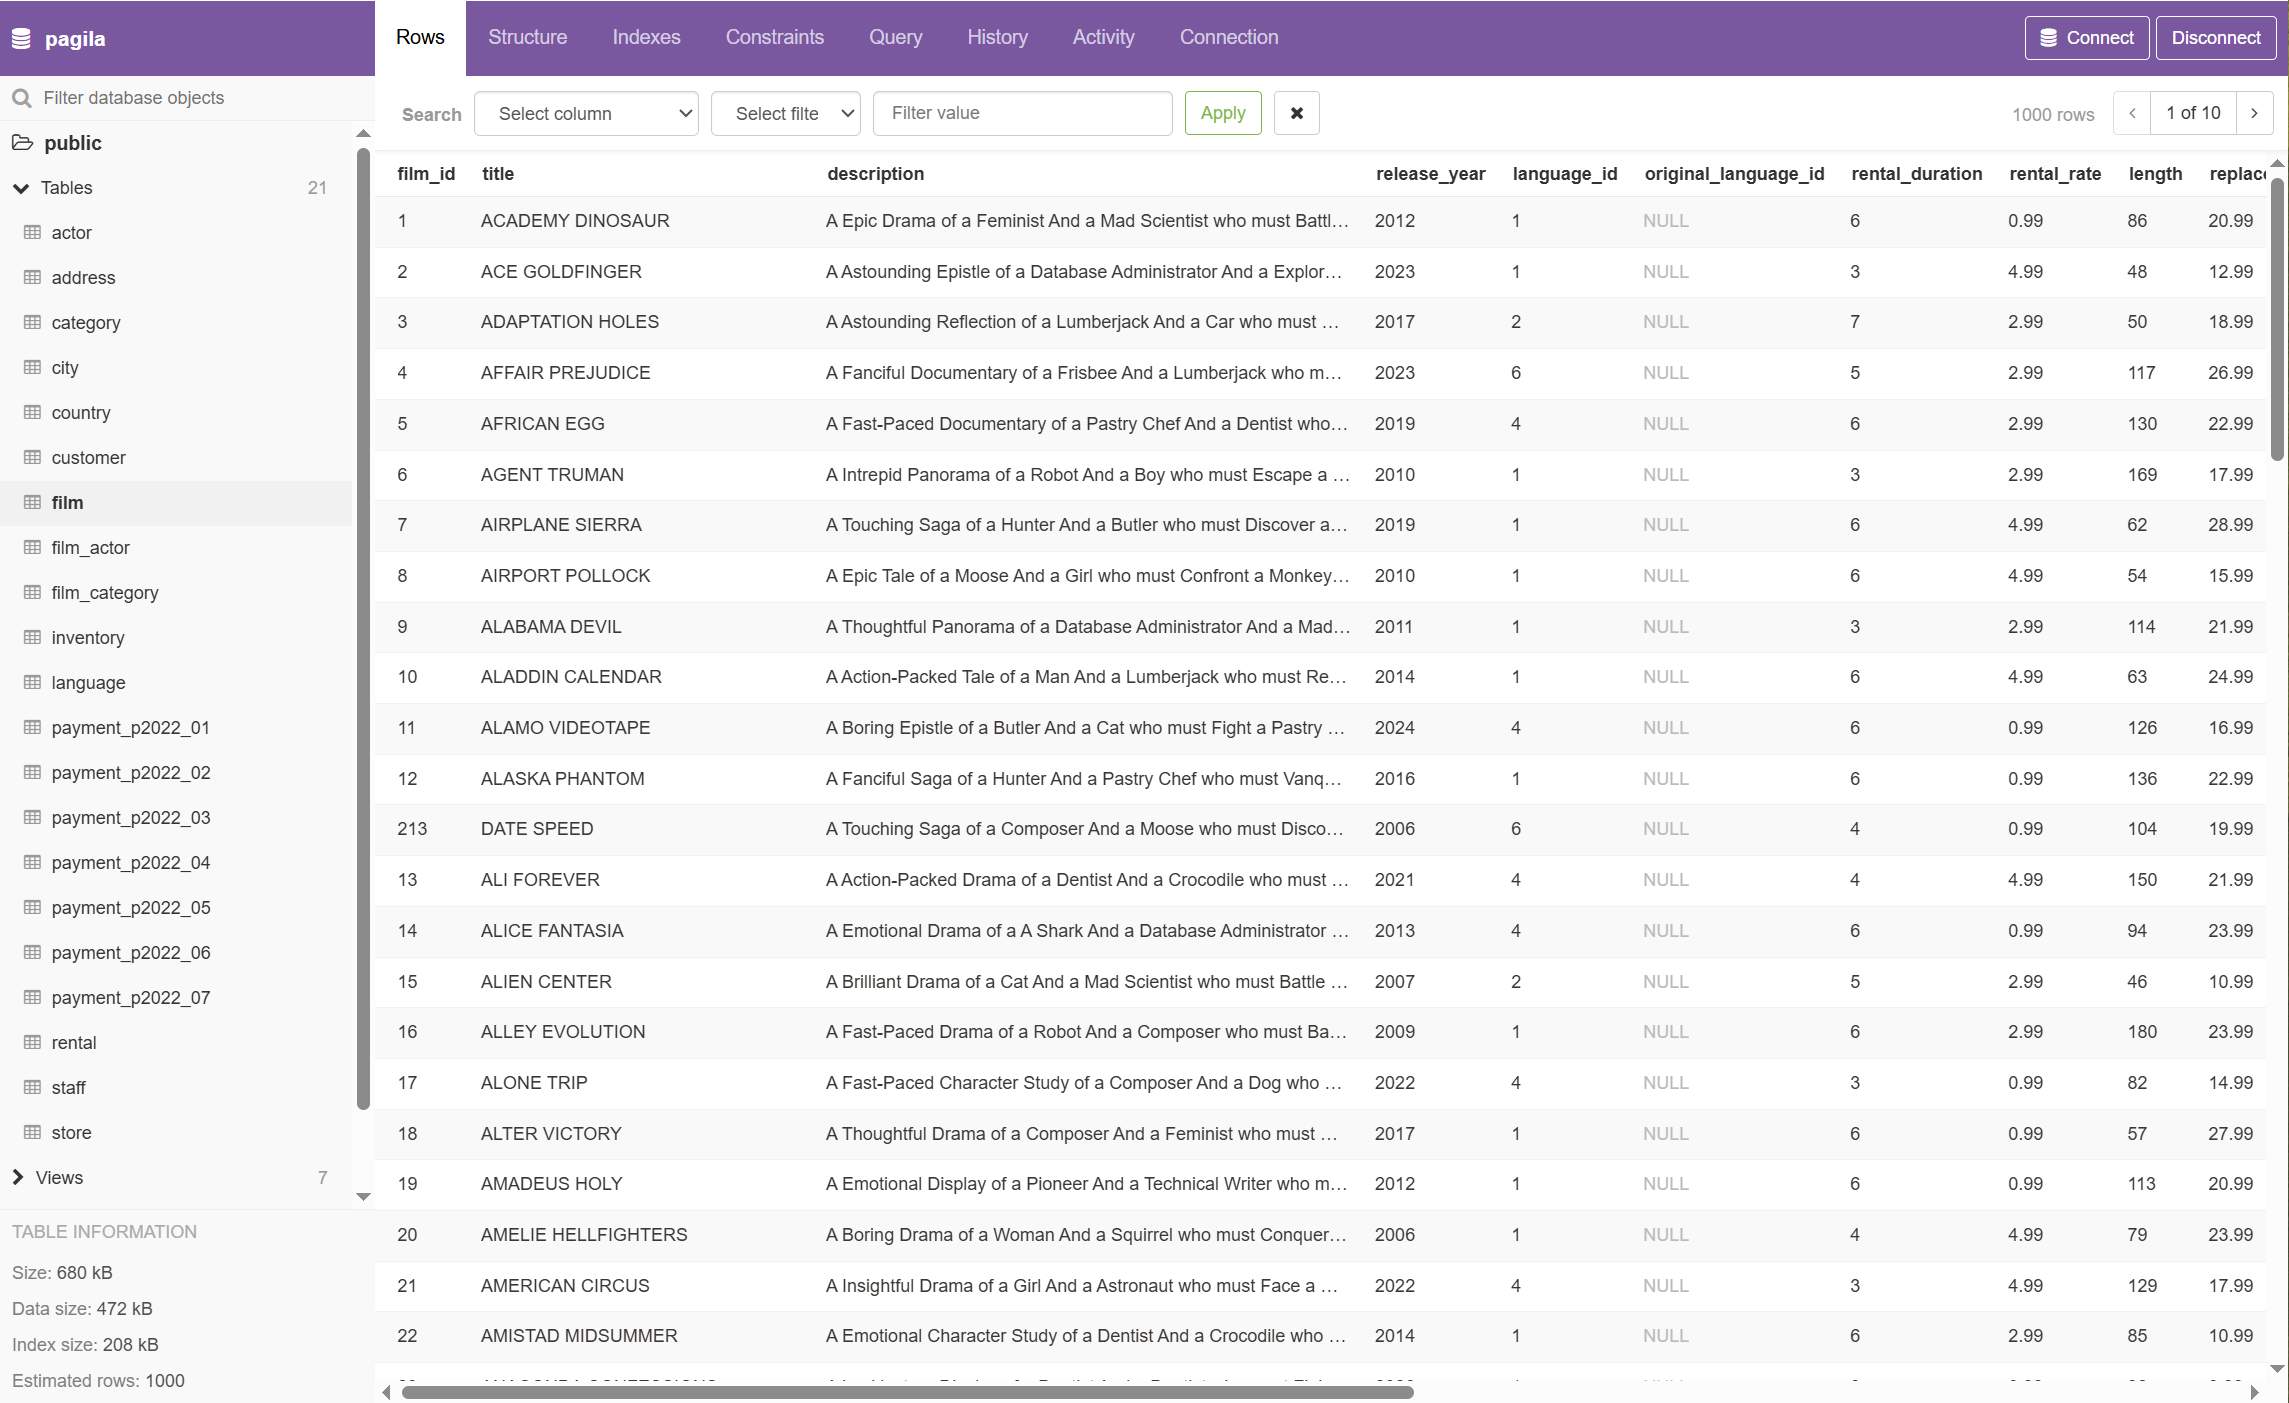 pagila
Rows Structure Indexes Constraints Query History Activity Connection Connect Disconnect
Filter database objects
public
Tables 21
actor
address
category
city
country
customer
film
film_actor
film_category
inventory
language
payment_p2022_01
payment_p2022_02
payment_p2022_03
payment_p2022_04
payment_p2022_05
payment_p2022_06
payment_p2022_07
rental
staff
store
Views 7
TABLE INFORMATION
Size: 680 kB
Data size: 472 kB
Index size: 208 kB
Estimated rows: 1000
Search Select column Select filte Filter value Apply 1000 rows 1 of 10
film_id title description release_year language_id original_language_id rental_duration rental_rate length replace
1 ACADEMY DINOSAUR A Epic Drama of a Feminist And a Mad Scientist who must Battl… 2012 1 NULL 6 0.99 86 20.99
2 ACE GOLDFINGER A Astounding Epistle of a Database Administrator And a Explor… 2023 1 NULL 3 4.99 48 12.99
3 ADAPTATION HOLES A Astounding Reflection of a Lumberjack And a Car who must … 2017 2 NULL 7 2.99 50 18.99
4 AFFAIR PREJUDICE A Fanciful Documentary of a Frisbee And a Lumberjack who m… 2023 6 NULL 5 2.99 117 26.99
5 AFRICAN EGG A Fast-Paced Documentary of a Pastry Chef And a Dentist who… 2019 4 NULL 6 2.99 130 22.99
6 AGENT TRUMAN A Intrepid Panorama of a Robot And a Boy who must Escape a … 2010 1 NULL 3 2.99 169 17.99
7 AIRPLANE SIERRA A Touching Saga of a Hunter And a Butler who must Discover a… 2019 1 NULL 6 4.99 62 28.99
8 AIRPORT POLLOCK A Epic Tale of a Moose And a Girl who must Confront a Monkey… 2010 1 NULL 6 4.99 54 15.99
9 ALABAMA DEVIL A Thoughtful Panorama of a Database Administrator And a Mad… 2011 1 NULL 3 2.99 114 21.99
10 ALADDIN CALENDAR A Action-Packed Tale of a Man And a Lumberjack who must Re… 2014 1 NULL 6 4.99 63 24.99
11 ALAMO VIDEOTAPE A Boring Epistle of a Butler And a Cat who must Fight a Pastry … 2024 4 NULL 6 0.99 126 16.99
12 ALASKA PHANTOM A Fanciful Saga of a Hunter And a Pastry Chef who must Vanq… 2016 1 NULL 6 0.99 136 22.99
213 DATE SPEED A Touching Saga of a Composer And a Moose who must Disco… 2006 6 NULL 4 0.99 104 19.99
13 ALI FOREVER A Action-Packed Drama of a Dentist And a Crocodile who must … 2021 4 NULL 4 4.99 150 21.99
14 ALICE FANTASIA A Emotional Drama of a A Shark And a Database Administrator … 2013 4 NULL 6 0.99 94 23.99
15 ALIEN CENTER A Brilliant Drama of a Cat And a Mad Scientist who must Battle … 2007 2 NULL 5 2.99 46 10.99
16 ALLEY EVOLUTION A Fast-Paced Drama of a Robot And a Composer who must Ba… 2009 1 NULL 6 2.99 180 23.99
17 ALONE TRIP A Fast-Paced Character Study of a Composer And a Dog who … 2022 4 NULL 3 0.99 82 14.99
18 ALTER VICTORY A Thoughtful Drama of a Composer And a Feminist who must … 2017 1 NULL 6 0.99 57 27.99
19 AMADEUS HOLY A Emotional Display of a Pioneer And a Technical Writer who m… 2012 1 NULL 6 0.99 113 20.99
20 AMELIE HELLFIGHTERS A Boring Drama of a Woman And a Squirrel who must Conquer… 2006 1 NULL 4 4.99 79 23.99
21 AMERICAN CIRCUS A Insightful Drama of a Girl And a Astronaut who must Face a … 2022 4 NULL 3 4.99 129 17.99
22 AMISTAD MIDSUMMER A Emotional Character Study of a Dentist And a Crocodile who … 2014 1 NULL 6 2.99 85 10.99